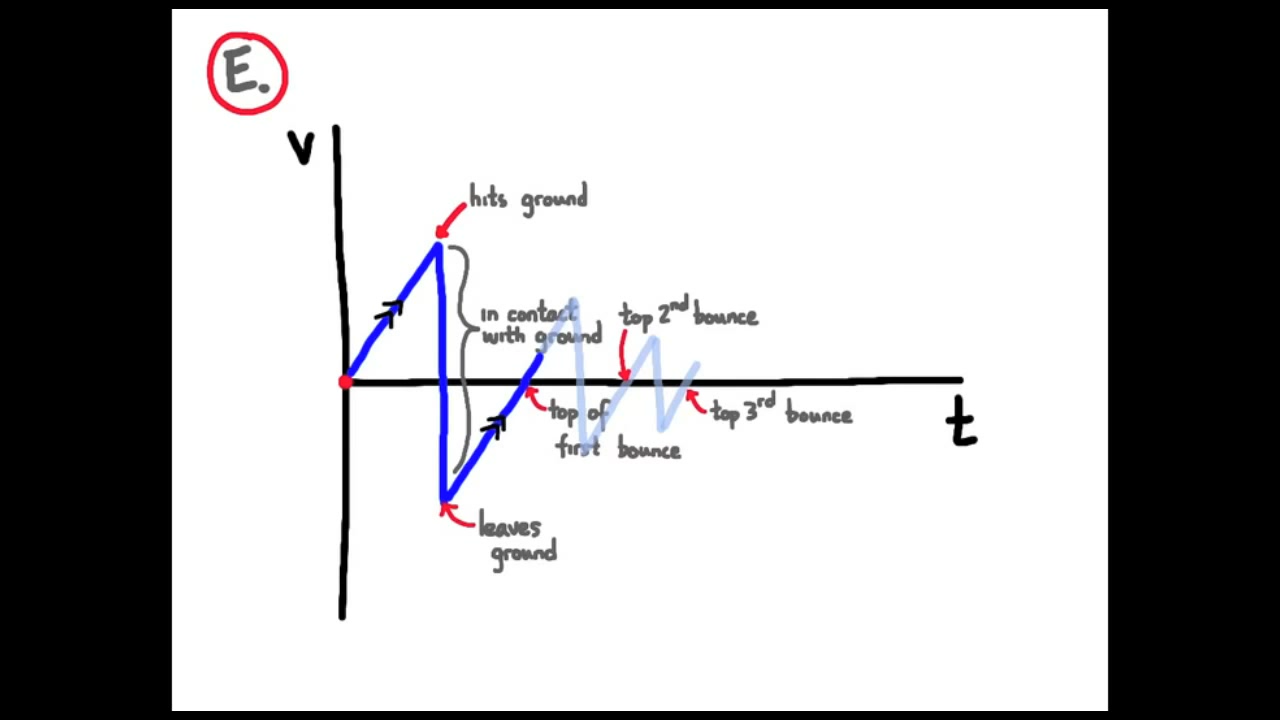 E.
v
hits ground
in contact
with ground
top 2nd bounce
top of
first bounce
top 3rd bounce
t
leaves
ground